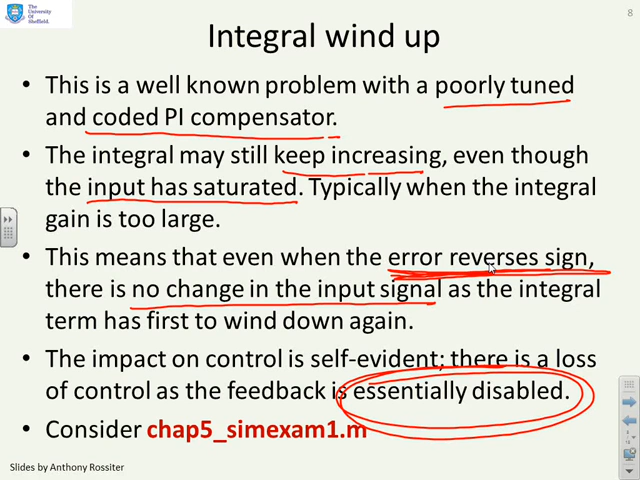 The
University
Of
Sheffield.
8
Integral wind up
• This is a well known problem with a poorly tuned
and coded PI compensator.
• The integral may still keep increasing, even though
the input has saturated. Typically when the integral
gain is too large.
• This means that even when the error reverses sign,
there is no change in the input signal as the integral
term has first to wind down again.
• The impact on control is self-evident; there is a loss
of control as the feedback is essentially disabled.
• Consider chap5_simexam1.m
Slides by Anthony Rossiter